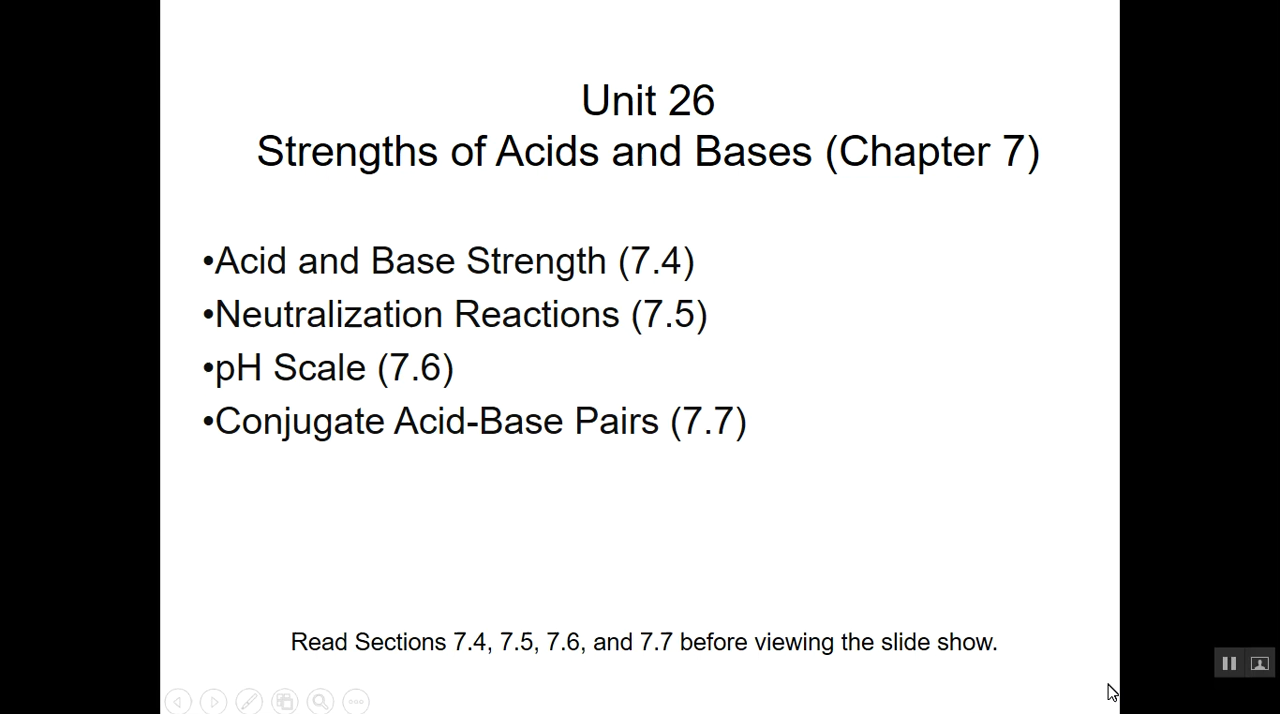 Unit 26
Strengths of Acids and Bases (Chapter 7)
•Acid and Base Strength (7.4)
•Neutralization Reactions (7.5)
•pH Scale (7.6)
•Conjugate Acid-Base Pairs (7.7)
Read Sections 7.4, 7.5, 7.6, and 7.7 before viewing the slide show.